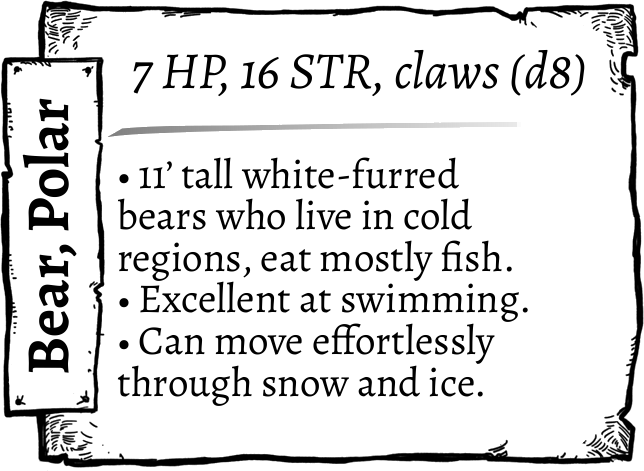 Bear, Polar
7 HP, 16 STR, claws (d8)
• 11’ tall white-furred
bears who live in cold
regions, eat mostly fish.
• Excellent at swimming.
• Can move effortlessly
through snow and ice.